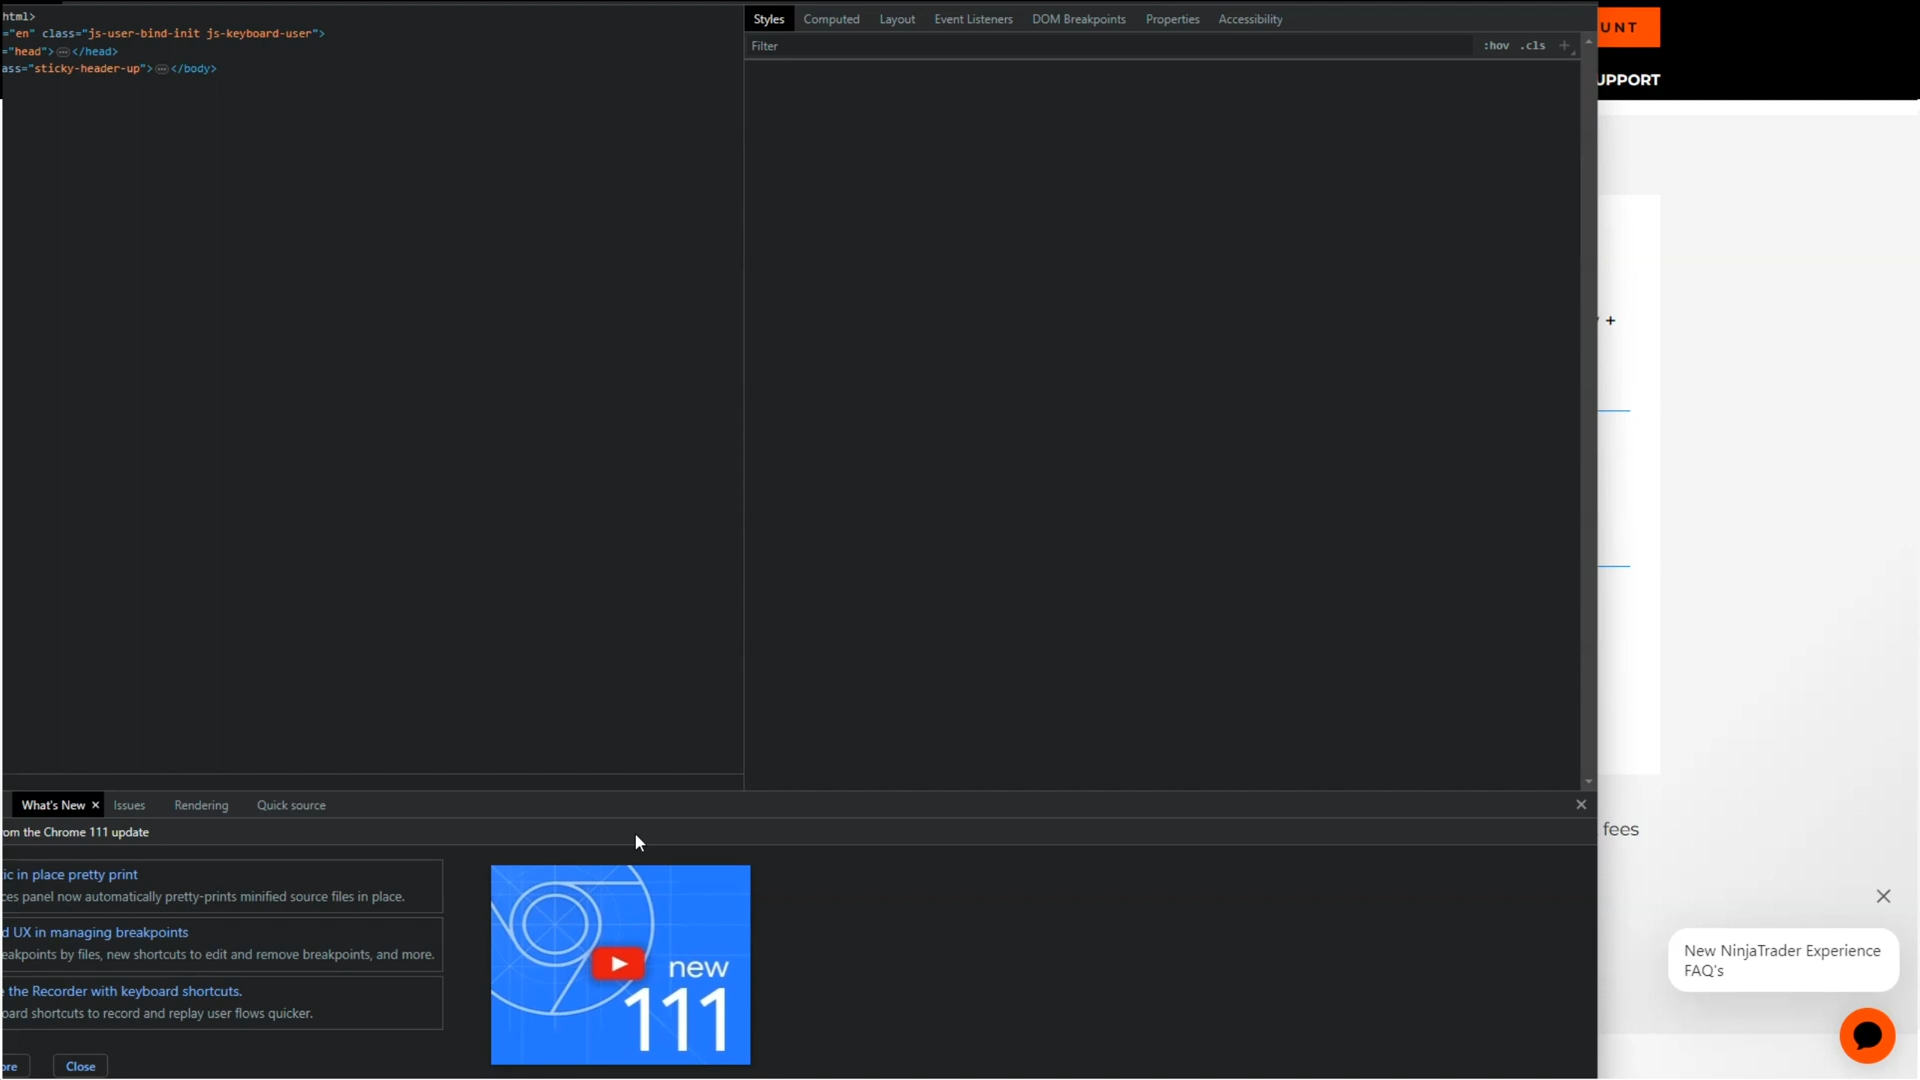 html>
="en" class="js-user-bind-init js-keyboard-user">
="head"> </head>
ass="sticky-header-up"> </body>
Styles Computed Layout Event Listeners DOM Breakpoints Properties Accessibility
Filter :hov .cls +
UNT
UPPORT
+
fees
What's New × Issues Rendering Quick source
om the Chrome 111 update
ic in place pretty print
ces panel now automatically pretty-prints minified source files in place.
d UX in managing breakpoints
eakpoints by files, new shortcuts to edit and remove breakpoints, and more.
e the Recorder with keyboard shortcuts.
oard shortcuts to record and replay user flows quicker.
ore Close
new
111
New NinjaTrader Experience
FAQ's